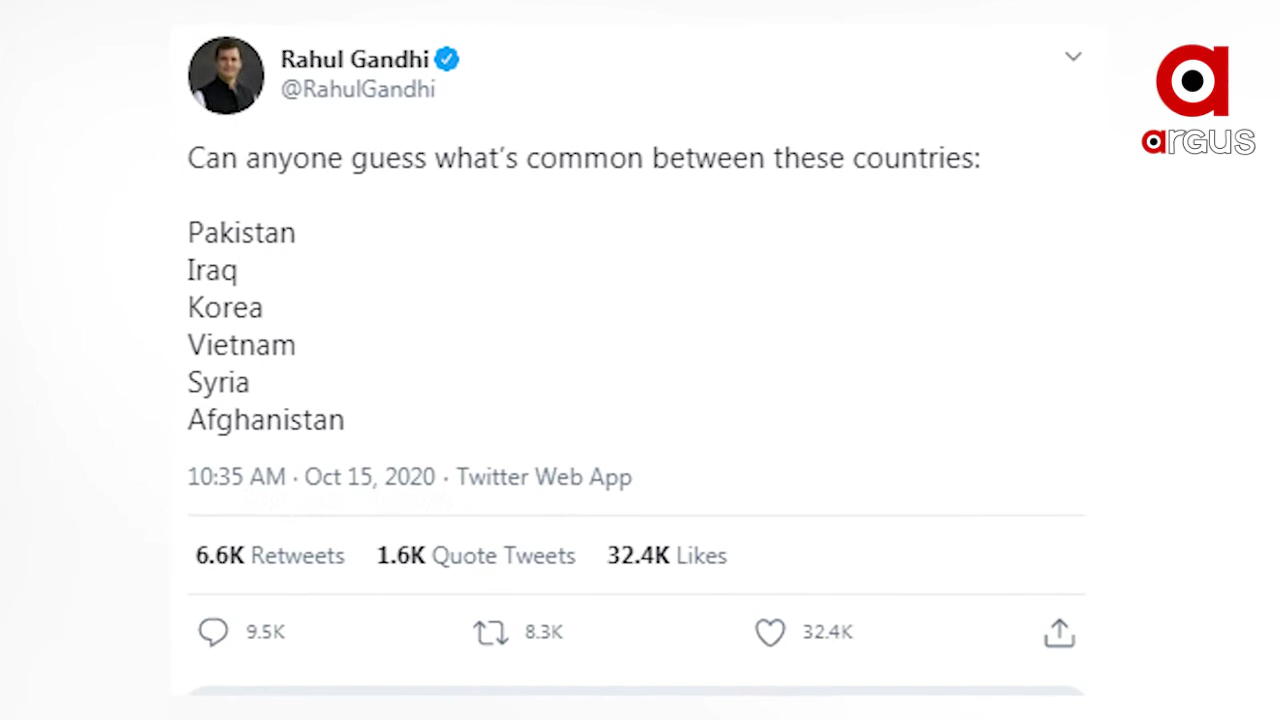 Rahul Gandhi
@RahulGandhi
argus
Can anyone guess what's common between these countries:
Pakistan
Iraq
Korea
Vietnam
Syria
Afghanistan
10:35 AM · Oct 15, 2020 · Twitter Web App
6.6K Retweets 1.6K Quote Tweets 32.4K Likes
9.5K 8.3K 32.4K